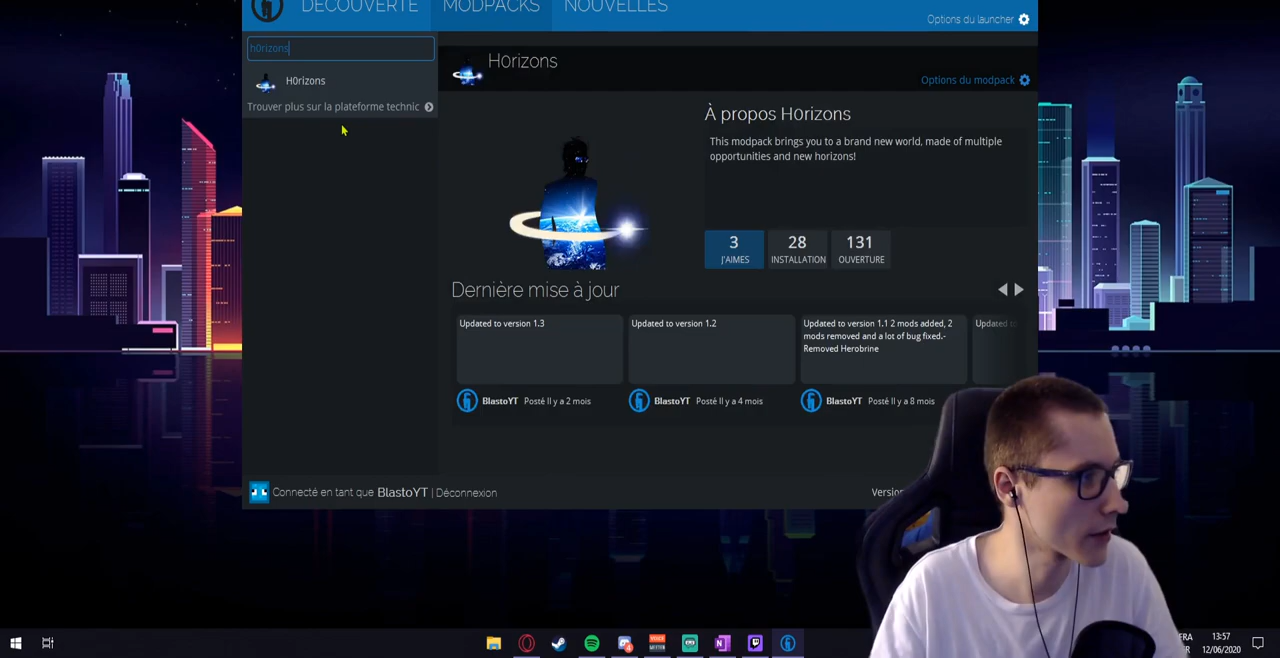 DÉCOUVERTE MODPACKS NOUVELLES
Options du launcher
h0rizons
H0rizons
H0rizons
Trouver plus sur la plateforme technic
Options du modpack
À propos H0rizons
This modpack brings you to a brand new world, made of multiple
opportunities and new horizons!
3 28 131
J'AIMES INSTALLATION OUVERTURE
Dernière mise à jour
Updated to version 1.3
Updated to version 1.2
Updated to version 1.1 2 mods added, 2
mods removed and a lot of bug fixed.-
Removed Herobrine
Updated to
BlastoYT Posté Il y a 2 mois
BlastoYT Posté Il y a 4 mois
BlastoYT Posté Il y a 8 mois
Connecté en tant que BlastoYT | Déconnexion
Version
FRA
13:57
12/06/2020